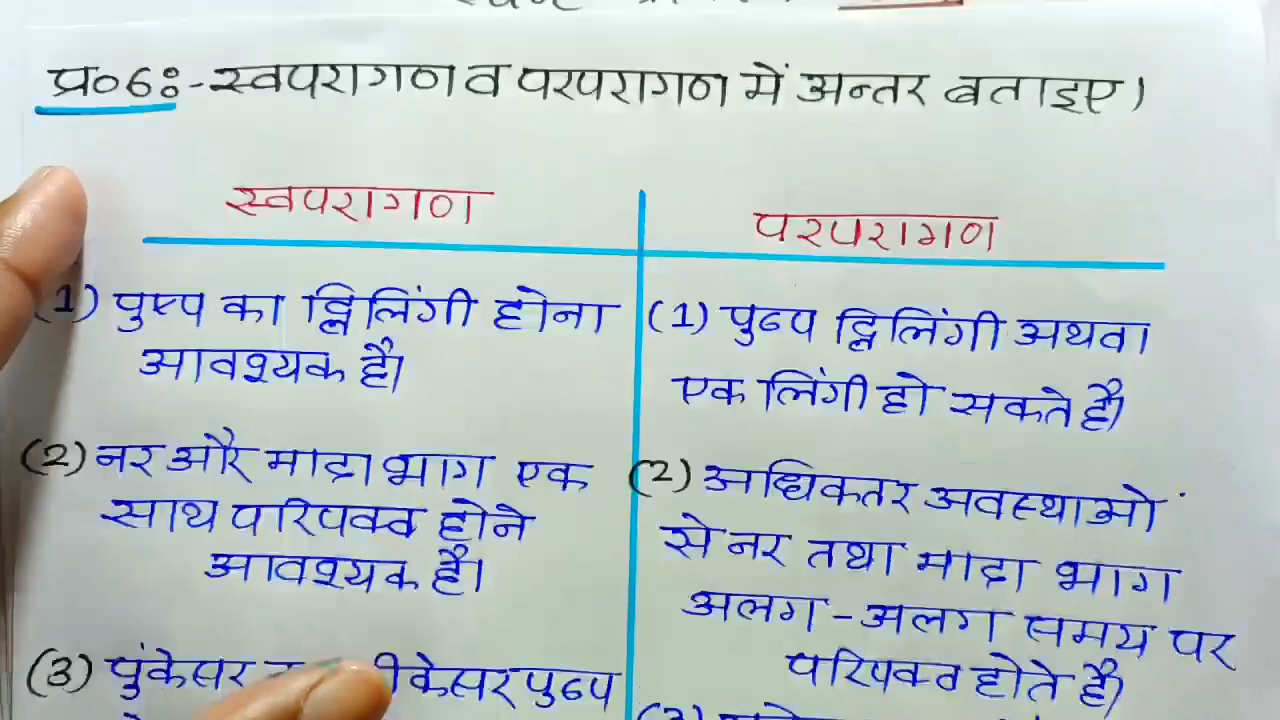 प्र०6ः-स्वपरागण व परपरागण में अन्तर बताइए।
स्वपरागण
परपरागण
(1) पुष्प का द्विलिंगी होना
आवश्यक है।
(2) नर और मादा भाग एक
साथ परिपक्व होने
आवश्यक है।
(3) पुंकेसर पुष्प
(1) पुष्प द्विलिंगी अथवा
एक लिंगी हो सकते है।
(2) अधिकतर अवस्थाओं
से नर तथा मादा भाग
अलग-अलग समय पर
परिपक्व होते है।
(3)